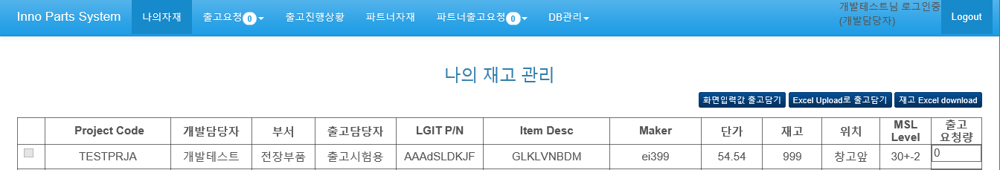 Inno Parts System 나의자재 출고요청 0 출고진행상황 파트너자재 파트너출고요청 0 DB관리 개발테스트님 로그인중 Logout
(개발담당자)
나의 재고 관리
화면입력값 출고담기 Excel Upload로 출고담기 재고 Excel download
Project Code 개발담당자 부서 출고담당자 LGIT P/N Item Desc Maker 단가 재고 위치 MSL Level 출고 요청량
TESTPRJA 개발테스트 전장부품 출고시험용 AAAdSLDKJF GLKLVNBDM ei399 54.54 999 창고앞 30+-2 0